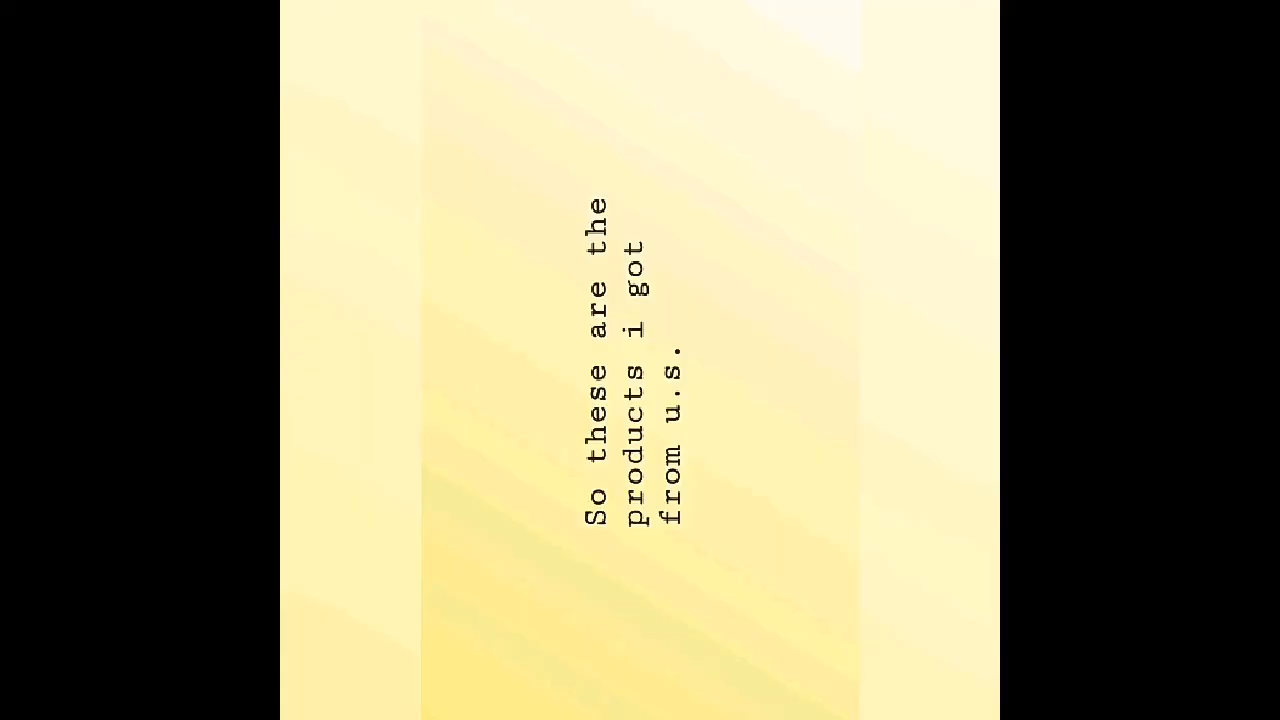 So these are the
products i got
from u.s.